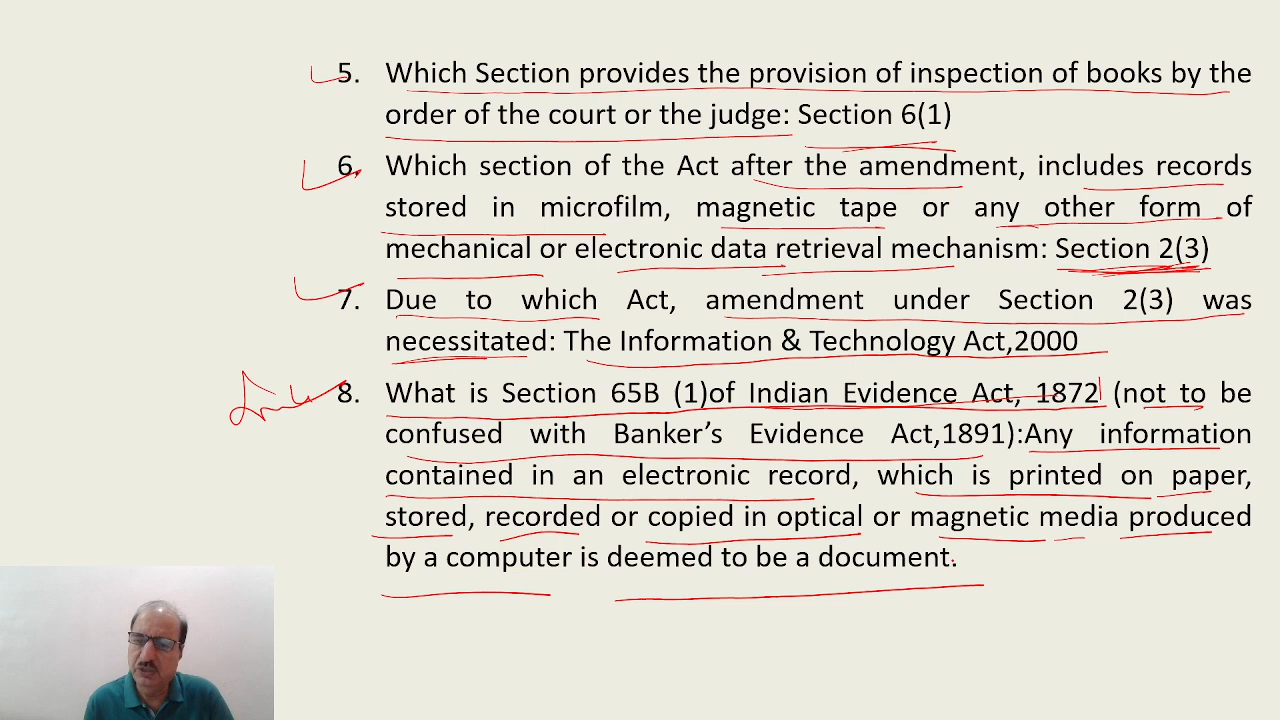 5. Which Section provides the provision of inspection of books by the
order of the court or the judge: Section 6(1)
6. Which section of the Act after the amendment, includes records
stored in microfilm, magnetic tape or any other form of
mechanical or electronic data retrieval mechanism: Section 2(3)
7. Due to which Act, amendment under Section 2(3) was
necessitated: The Information & Technology Act,2000
8. What is Section 65B (1)of Indian Evidence Act, 1872 (not to be
confused with Banker’s Evidence Act,1891):Any information
contained in an electronic record, which is printed on paper,
stored, recorded or copied in optical or magnetic media produced
by a computer is deemed to be a document.